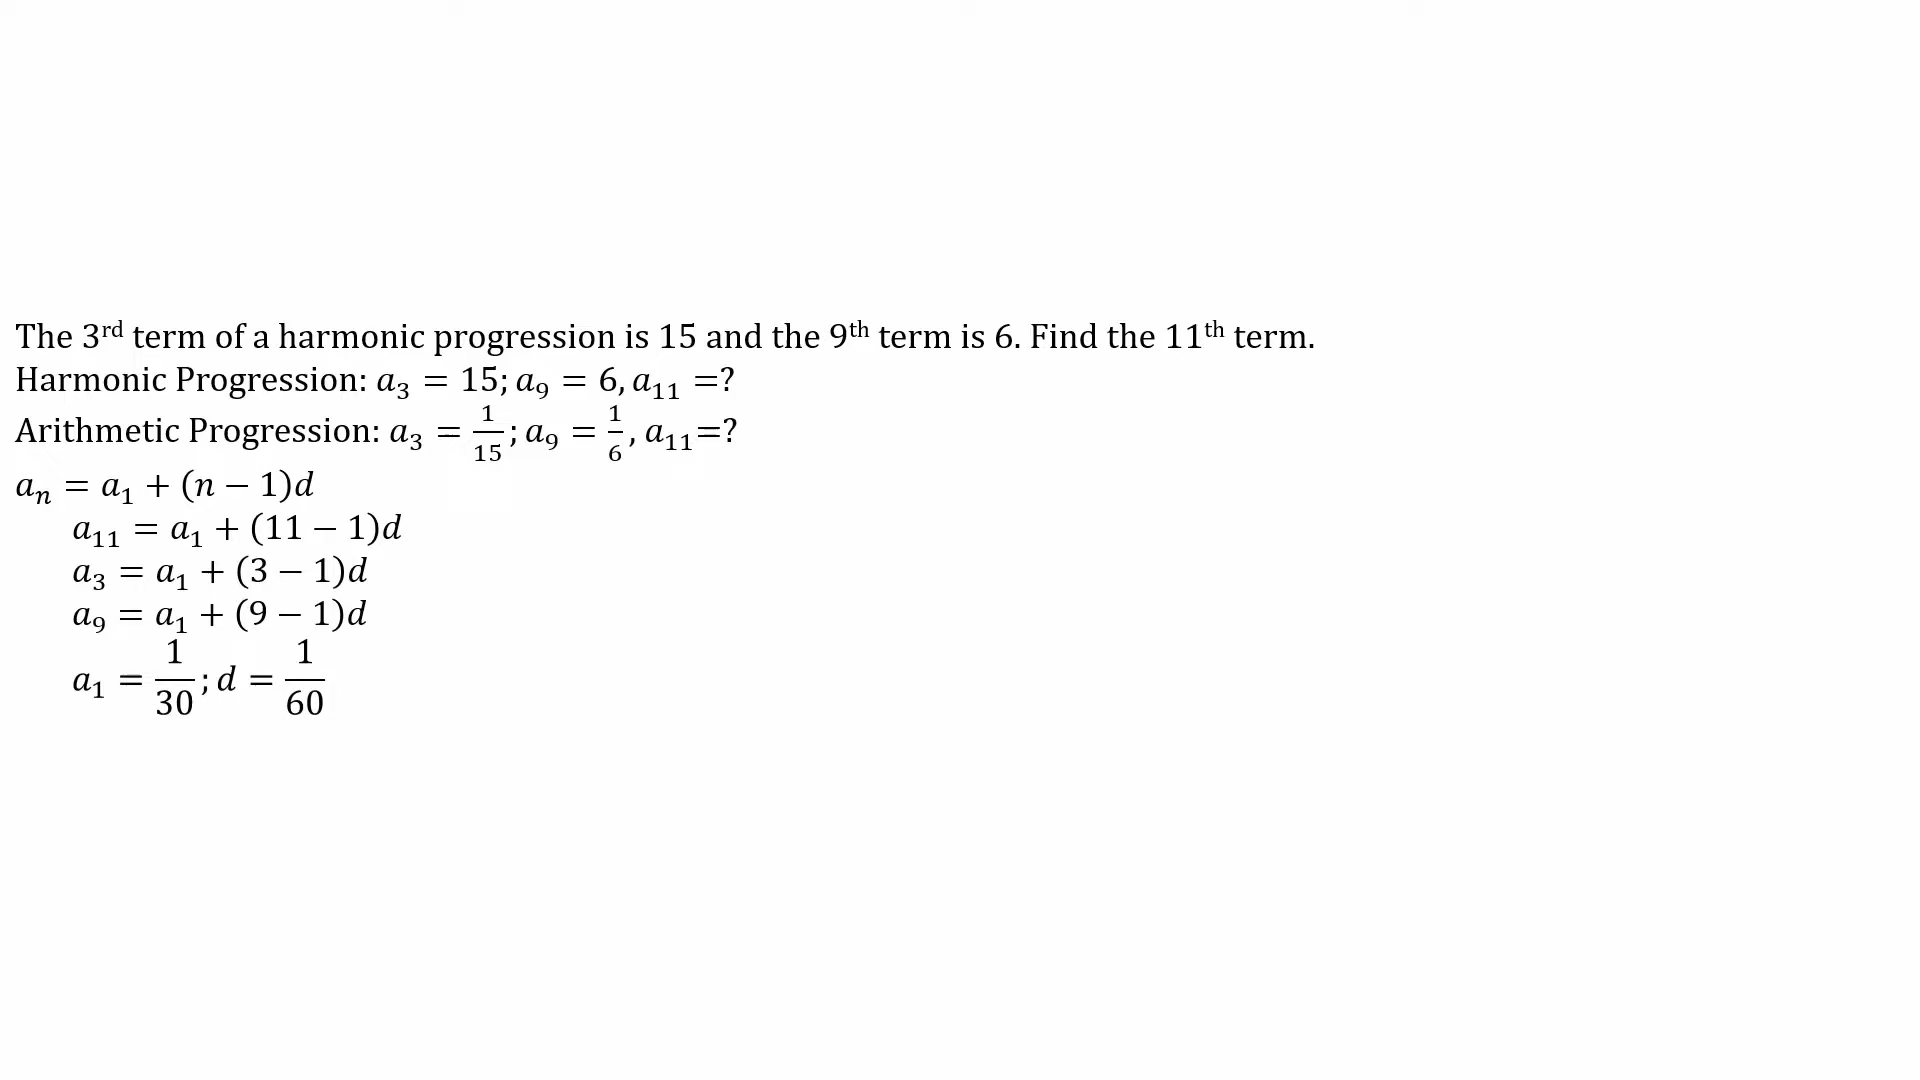 The 3rd term of a harmonic progression is 15 and the 9th term is 6. Find the 11th term.
Harmonic Progression: a₃ = 15; a₉ = 6, a₁₁ =?
Arithmetic Progression: a₃ = 1/15; a₉ = 1/6, a₁₁=?
aₙ = a₁ + (n − 1)d
a₁₁ = a₁ + (11 − 1)d
a₃ = a₁ + (3 − 1)d
a₉ = a₁ + (9 − 1)d
a₁ = 1/30; d = 1/60